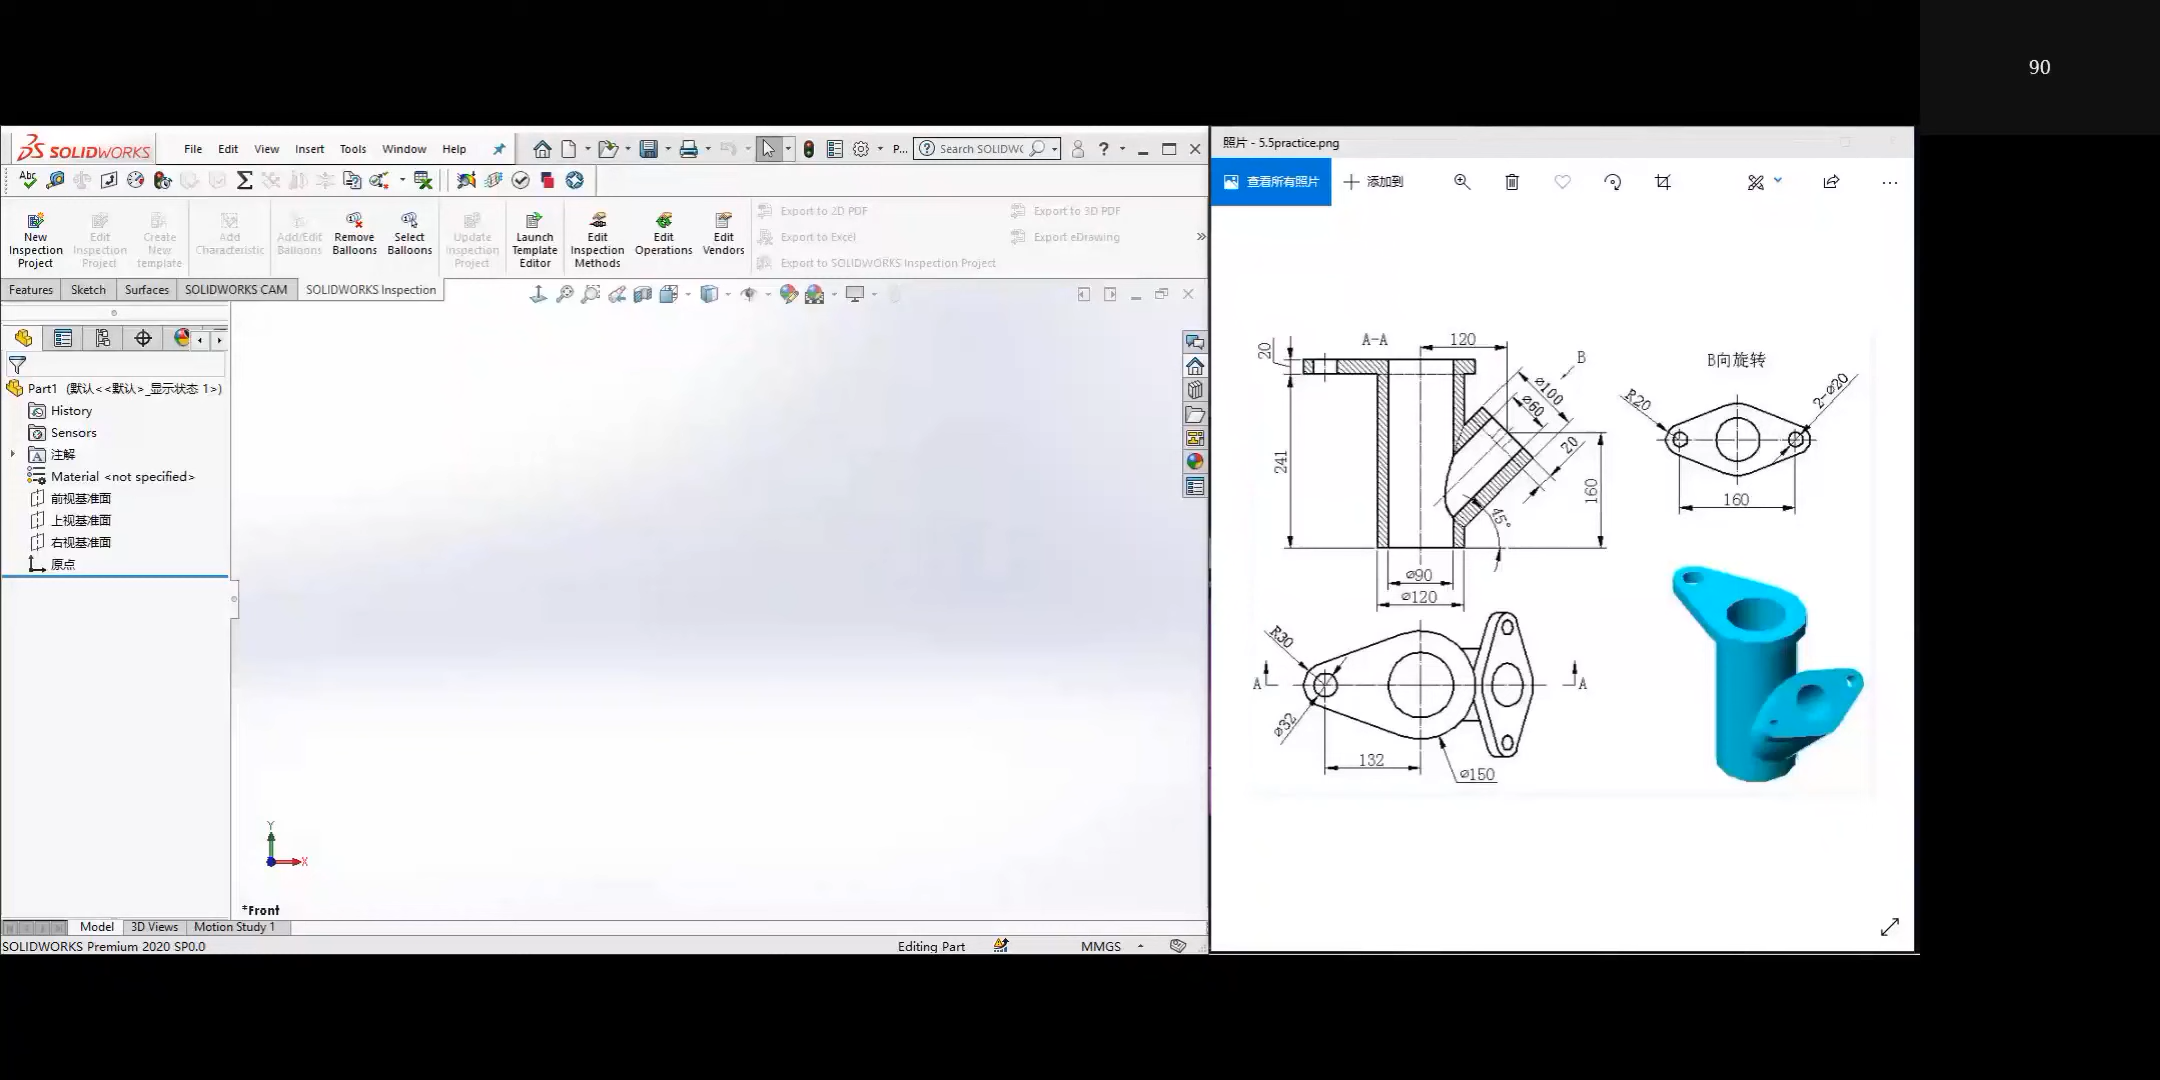 90
SOLIDWORKS File Edit View Insert Tools Window Help P... Search SOLIDWO
照片 - 5.5practice.png
查看所有照片 添加到
New Inspection Project
Edit Inspection Project
Create New template
Add Characteristic
Add/Edit Balloons
Remove Balloons
Select Balloons
Update Inspection Project
Launch Template Editor
Edit Inspection Methods
Edit Operations
Edit Vendors
Export to 2D PDF
Export to Excel
Export to SOLIDWORKS Inspection Project
Export to 3D PDF
Export eDrawing
Features Sketch Surfaces SOLIDWORKS CAM SOLIDWORKS Inspection
Part1 (默认<<默认>_显示状态 1>)
History
Sensors
注解
Material <not specified>
前视基准面
上视基准面
右视基准面
原点
Y
X
*Front
Model 3D Views Motion Study 1
SOLIDWORKS Premium 2020 SP0.0 Editing Part MMGS
A-A
120
20
B
⌀100
⌀60
20
241
160
45°
⌀90
⌀120
B向旋转
R20
2-⌀20
160
R30
A
A
⌀32
132
⌀150